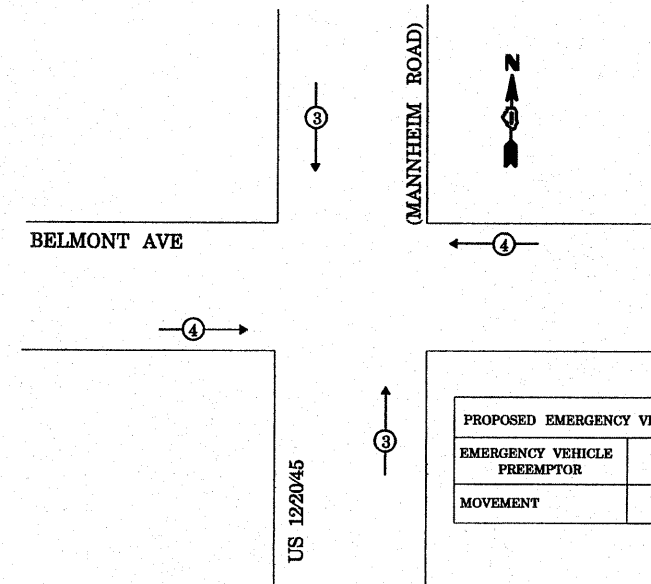 N
(MANNHEIM ROAD)
3
BELMONT AVE
4
4
3
US 12/20/45
PROPOSED EMERGENCY
EMERGENCY VEHICLE
PREEMPTOR
MOVEMENT